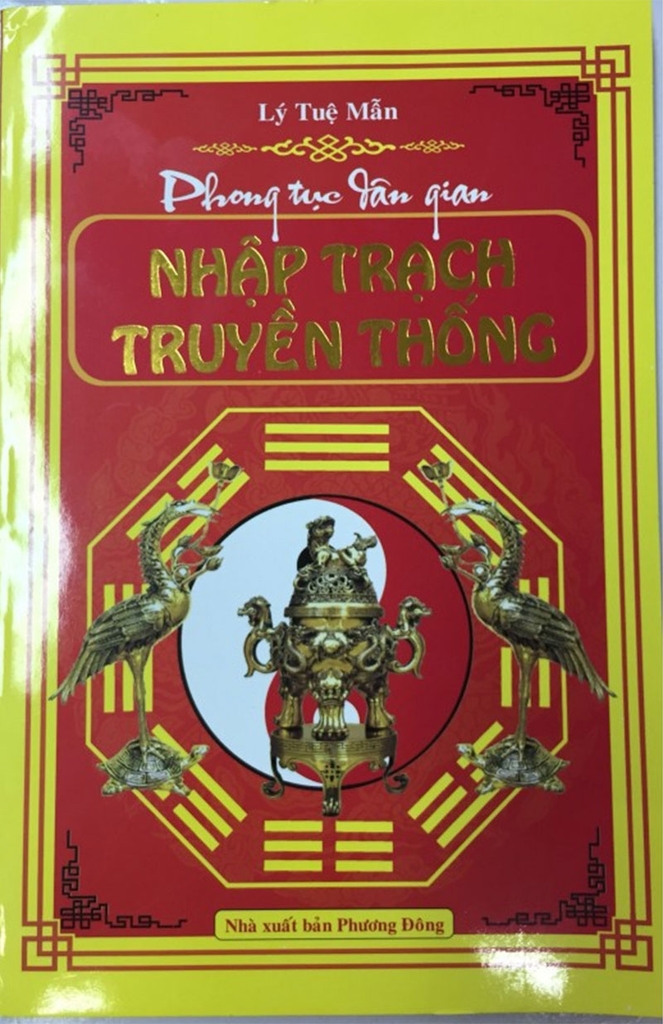 Lý Tuệ Mẫn
Phong tục dân gian
NHẬP TRẠCH
TRUYỀN THỐNG
Nhà xuất bản Phương Đông